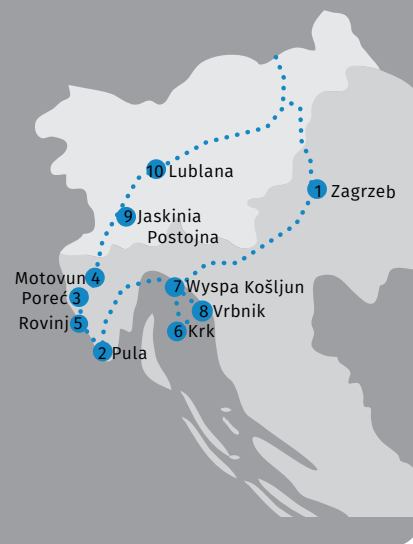 10 Lublana
1 Zagrzeb
9 Jaskinia
Postojna
Motovun 4
7 Wyspa Košljun
Poreć 3
8 Vrbnik
Rovinj 5
6 Krk
2 Pula